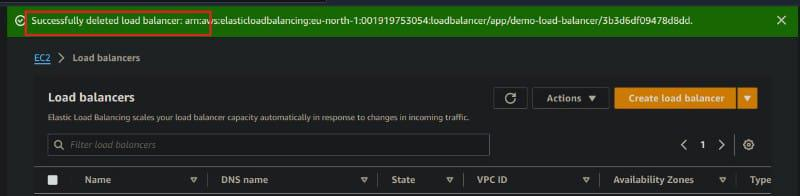 Successfully deleted load balancer: arn:aws:elasticloadbalancing:eu-north-1:001919753054:loadbalancer/app/demo-load-balancer/3b3d6df09478d8dd.
EC2 > Load balancers
Load balancers
Actions
Create load balancer
Elastic Load Balancing scales your load balancer capacity automatically in response to changes in incoming traffic.
Filter load balancers
1
Name DNS name State VPC ID Availability Zones Type